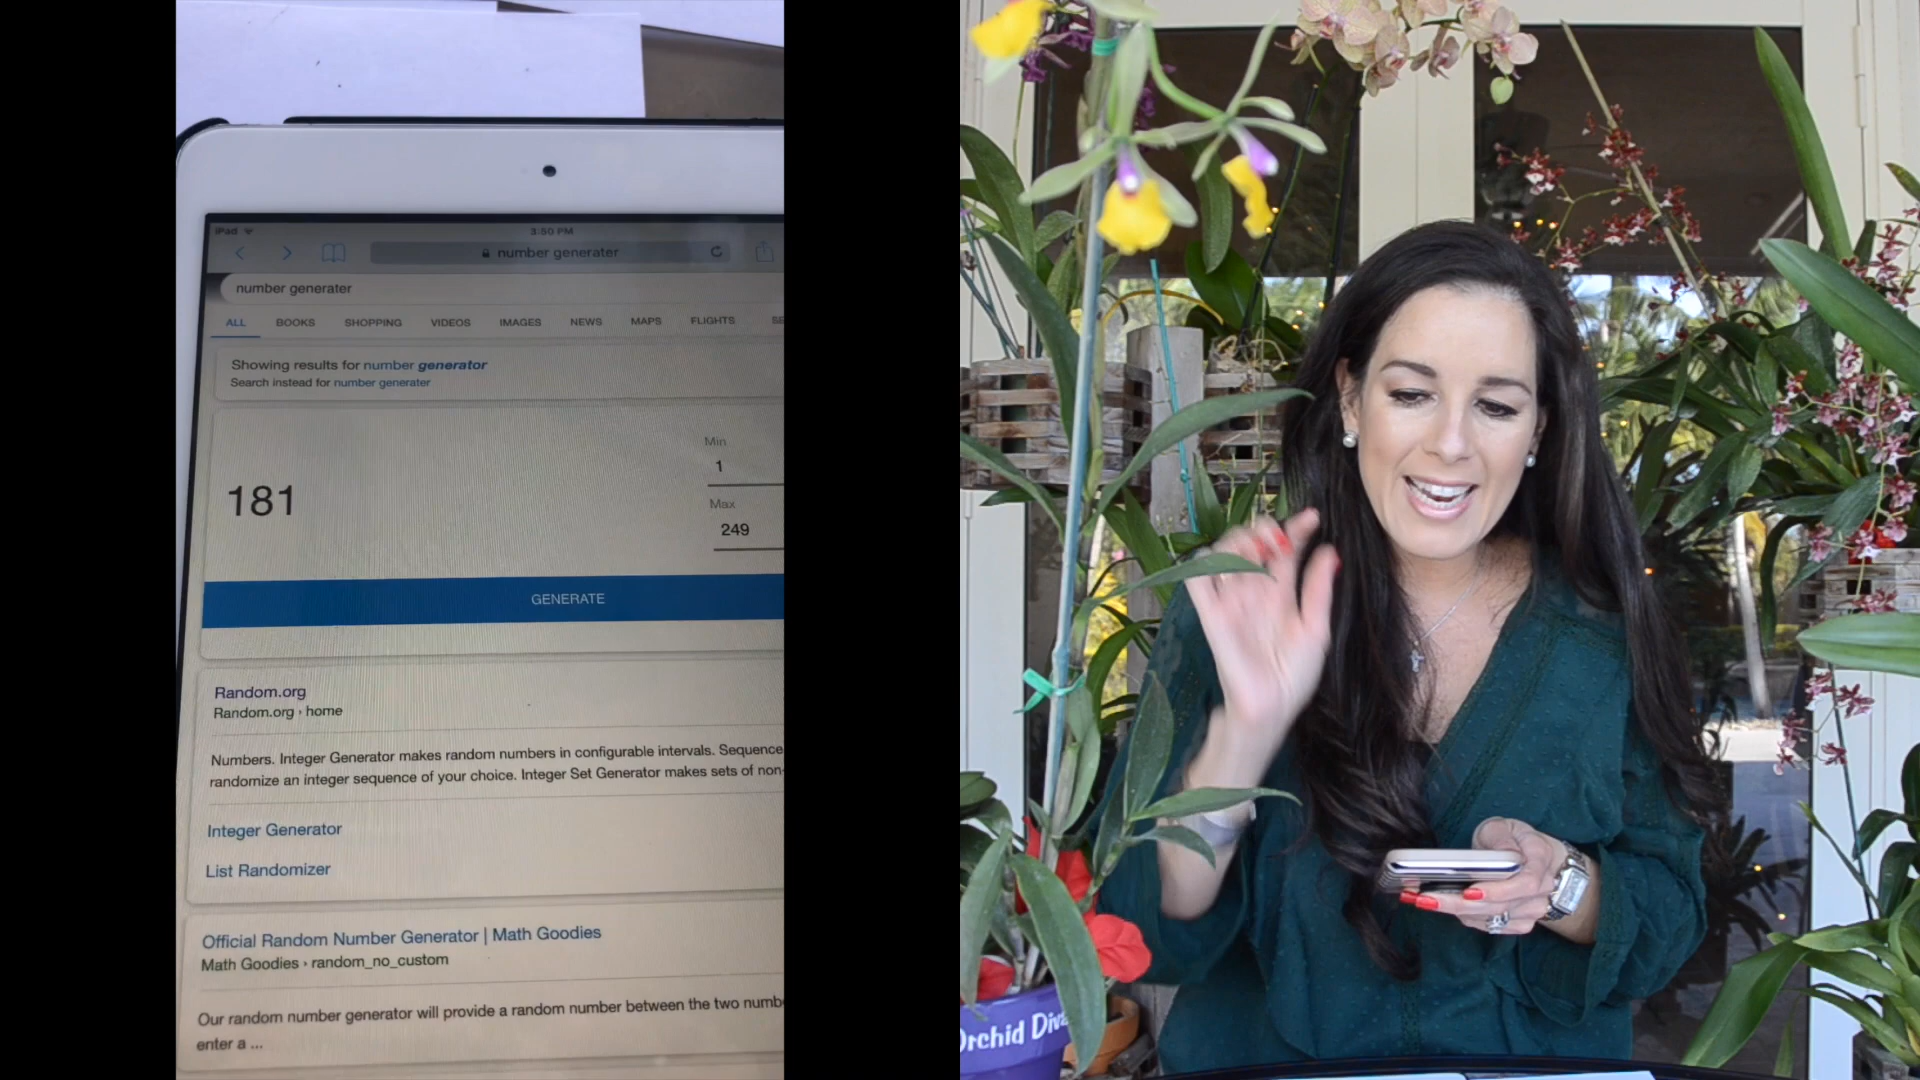 iPad
3:50 PM
number generater
number generater
ALL BOOKS SHOPPING VIDEOS IMAGES NEWS MAPS FLIGHTS
Showing results for number generator
Search instead for number generater
Min
1
181
Max
249
GENERATE
Random.org
Random.org › home
Numbers. Integer Generator makes random numbers in configurable intervals. Sequence
randomize an integer sequence of your choice. Integer Set Generator makes sets of non-
Integer Generator
List Randomizer
Official Random Number Generator | Math Goodies
Math Goodies › random_no_custom
Our random number generator will provide a random number between the two numb
enter a ...
Orchid Diva